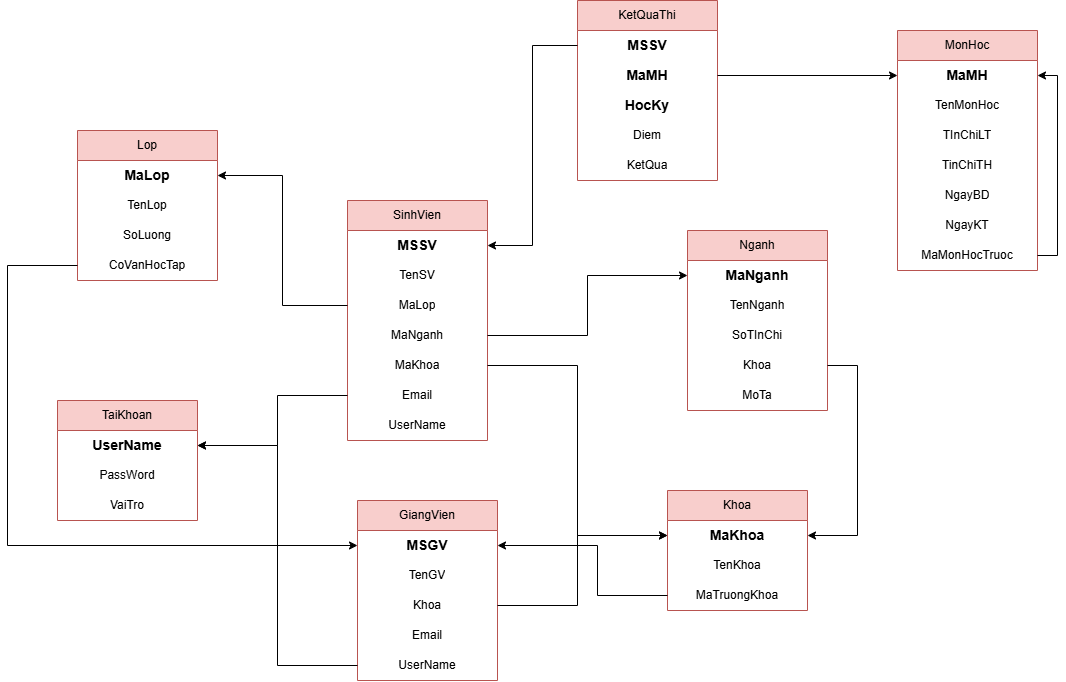 KetQuaThi
MSSV
MaMH
HocKy
Diem
KetQua
MonHoc
MaMH
TenMonHoc
TInChiLT
TinChiTH
NgayBD
NgayKT
MaMonHocTruoc
Lop
MaLop
TenLop
SoLuong
CoVanHocTap
SinhVien
MSSV
TenSV
MaLop
MaNganh
MaKhoa
Email
UserName
Nganh
MaNganh
TenNganh
SoTInChi
Khoa
MoTa
TaiKhoan
UserName
PassWord
VaiTro
GiangVien
MSGV
TenGV
Khoa
Email
UserName
Khoa
MaKhoa
TenKhoa
MaTruongKhoa